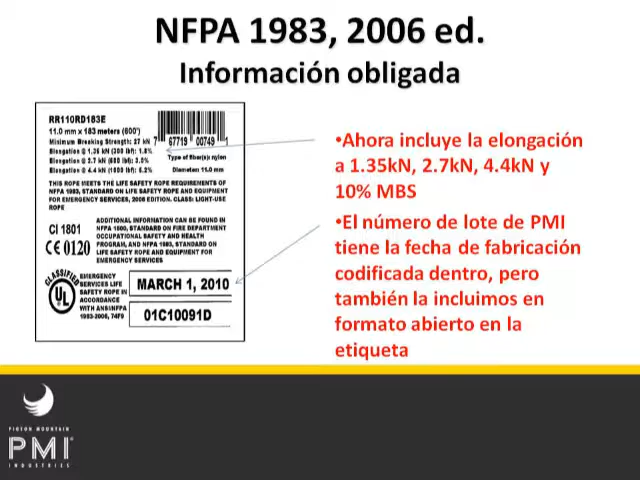 NFPA 1983, 2006 ed.
Información obligada
RR110RD183E
11.0 mm x 183 meters (600')
Minimum Breaking Strength: 27 kN
Elongation @ 1.35 kN (300 lbf): 1.8%
Elongation @ 2.7 kN (600 lbf): 3.0%
Elongation @ 4.4 kN (1000 lbf): 5.2%
7 67719 00749 1
Type of fiber(s): nylon
Diameter: 11.0 mm
THIS ROPE MEETS THE LIFE SAFETY ROPE REQUIREMENTS OF
NFPA 1983, STANDARD ON LIFE SAFETY ROPE AND EQUIPMENT
FOR EMERGENCY SERVICES, 2006 EDITION. CLASS: LIGHT-USE
ROPE
CI 1801
CE 0120
ADDITIONAL INFORMATION CAN BE FOUND IN
NFPA 1500, STANDARD ON FIRE DEPARTMENT
OCCUPATIONAL SAFETY AND HEALTH
PROGRAM, AND NFPA 1983, STANDARD ON
LIFE SAFETY ROPE AND EQUIPMENT FOR
EMERGENCY SERVICES
CLASSIFIED
UL
EMERGENCY
SERVICES LIFE
SAFETY ROPE IN
ACCORDANCE
WITH ANSI/NFPA
1983-2006, 74F9
MARCH 1, 2010
01C10091D
•Ahora incluye la elongación
a 1.35kN, 2.7kN, 4.4kN y
10% MBS
•El número de lote de PMI
tiene la fecha de fabricación
codificada dentro, pero
también la incluimos en
formato abierto en la
etiqueta
PIGEON MOUNTAIN
PMI®
INDUSTRIES